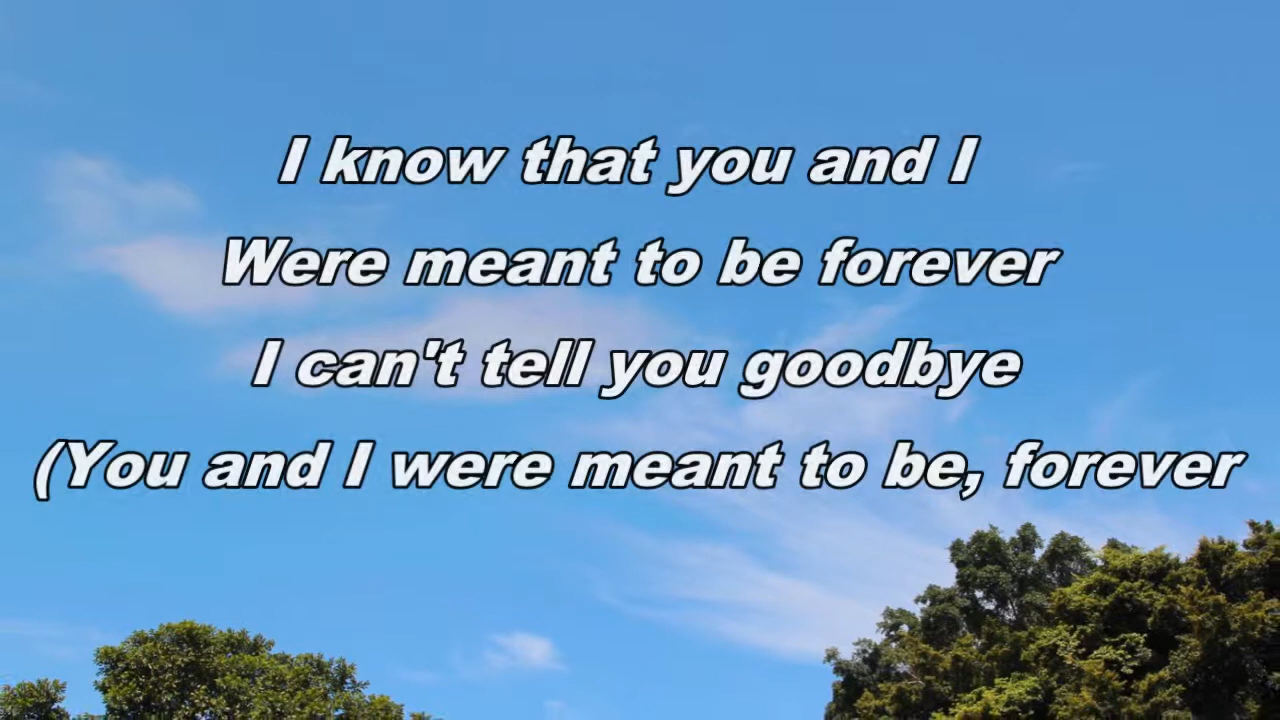 I know that you and I
Were meant to be forever
I can't tell you goodbye
(You and I were meant to be, forever